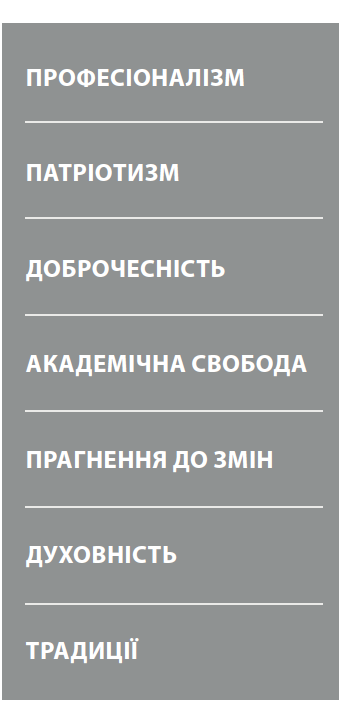 ПРОФЕСІОНАЛІЗМ
ПАТРІОТИЗМ
ДОБРОЧЕСНІСТЬ
АКАДЕМІЧНА СВОБОДА
ПРАГНЕННЯ ДО ЗМІН
ДУХОВНІСТЬ
ТРАДИЦІЇ